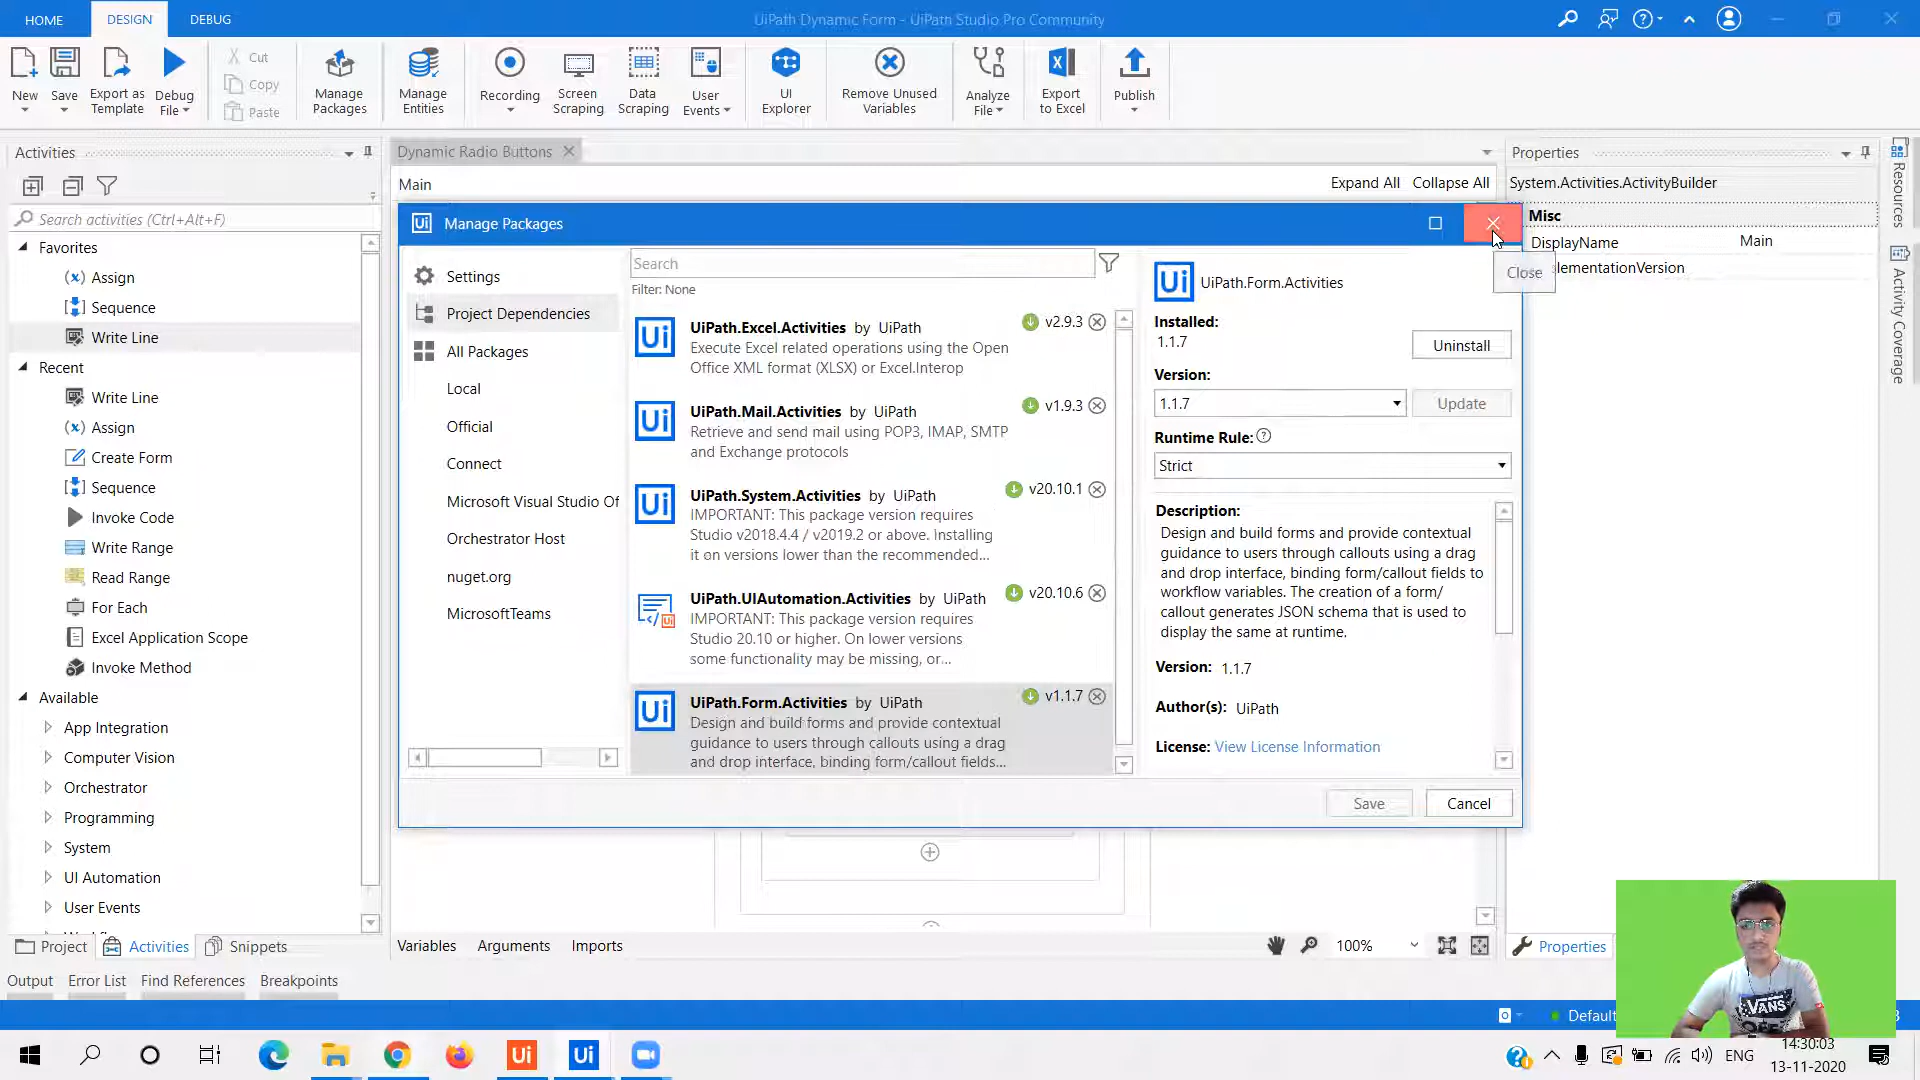 HOME
DESIGN
DEBUG
UiPath Dynamic Form - UiPath Studio Pro Community
New
Save
Export as Template
Debug File
Cut
Copy
Paste
Manage Packages
Manage Entities
Recording
Screen Scraping
Data Scraping
User Events
UI Explorer
Remove Unused Variables
Analyze File
Export to Excel
Publish
Activities
Search activities (Ctrl+Alt+F)
Favorites
Assign
Sequence
Write Line
Recent
Write Line
Assign
Create Form
Sequence
Invoke Code
Write Range
Read Range
For Each
Excel Application Scope
Invoke Method
Available
App Integration
Computer Vision
Orchestrator
Programming
System
UI Automation
User Events
Project
Activities
Snippets
Dynamic Radio Buttons
Main
Expand All
Collapse All
Manage Packages
Settings
Project Dependencies
All Packages
Local
Official
Connect
Microsoft Visual Studio Of
Orchestrator Host
nuget.org
MicrosoftTeams
Search
Filter: None
UiPath.Excel.Activities by UiPath v2.9.3
Execute Excel related operations using the Open
Office XML format (XLSX) or Excel.Interop
UiPath.Mail.Activities by UiPath v1.9.3
Retrieve and send mail using POP3, IMAP, SMTP
and Exchange protocols
UiPath.System.Activities by UiPath v20.10.1
IMPORTANT: This package version requires
Studio v2018.4.4 / v2019.2 or above. Installing
it on versions lower than the recommended...
UiPath.UIAutomation.Activities by UiPath v20.10.6
IMPORTANT: This package version requires
Studio 20.10 or higher. On lower versions
some functionality may be missing, or...
UiPath.Form.Activities by UiPath v1.1.7
Design and build forms and provide contextual
guidance to users through callouts using a drag
and drop interface, binding form/callout fields...
UiPath.Form.Activities
Installed:
1.1.7
Uninstall
Version:
1.1.7
Update
Runtime Rule:
Strict
Description:
Design and build forms and provide contextual
guidance to users through callouts using a drag
and drop interface, binding form/callout fields to
workflow variables. The creation of a form/
callout generates JSON schema that is used to
display the same at runtime.
Version: 1.1.7
Author(s): UiPath
License: View License Information
Save
Cancel
Close
Properties
System.Activities.ActivityBuilder
Misc
DisplayName Main
lementationVersion
Resources
Activity Coverage
Variables
Arguments
Imports
100%
Properties
Output
Error List
Find References
Breakpoints
Default
3
VANS
ENG
14:30:03
13-11-2020